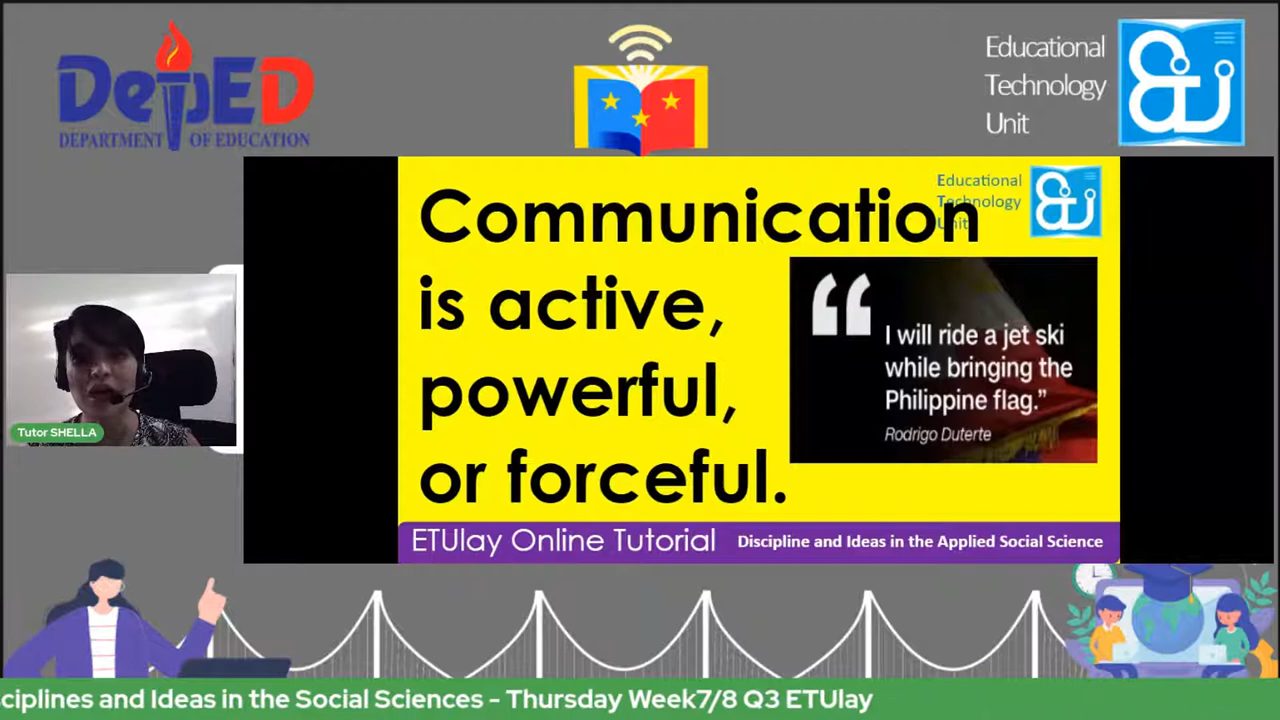 DepED
DEPARTMENT OF EDUCATION
Educational
Technology
Unit
Communication
is active,
powerful,
or forceful.
Educational
Technology
Unit
“
I will ride a jet ski
while bringing the
Philippine flag.”
Rodrigo Duterte
Tutor SHELLA
ETUlay Online Tutorial
Discipline and Ideas in the Applied Social Science
sciplines and Ideas in the Social Sciences - Thursday Week7/8 Q3 ETUlay